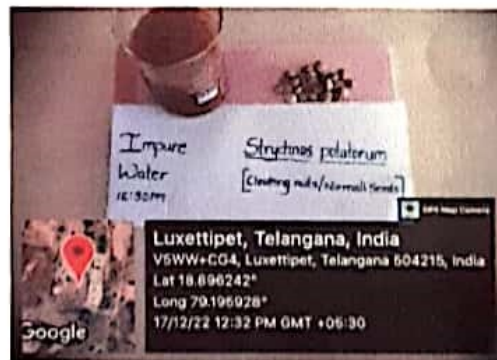 Impure
Water
12:30PM
Strychnos potatorum
[Clearing nuts/Nirmali Seeds]
GPS Map Camera
Google
Luxettipet, Telangana, India
V5WW+CG4, Luxettipet, Telangana 504215, India
Lat 18.696242°
Long 79.196928°
17/12/22 12:32 PM GMT +05:30